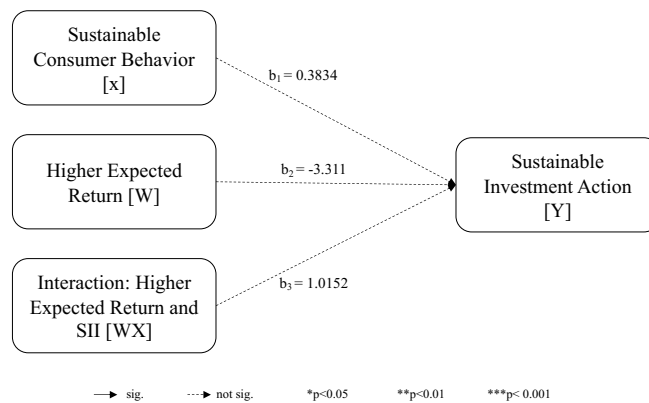 Sustainable
Consumer Behavior
[x]
b1 = 0.3834
Higher Expected
Return [W]
b2 = -3.311
Sustainable
Investment Action
[Y]
Interaction: Higher
Expected Return and
SII [WX]
b3 = 1.0152
sig. not sig. *p<0.05 **p<0.01 ***p< 0.001